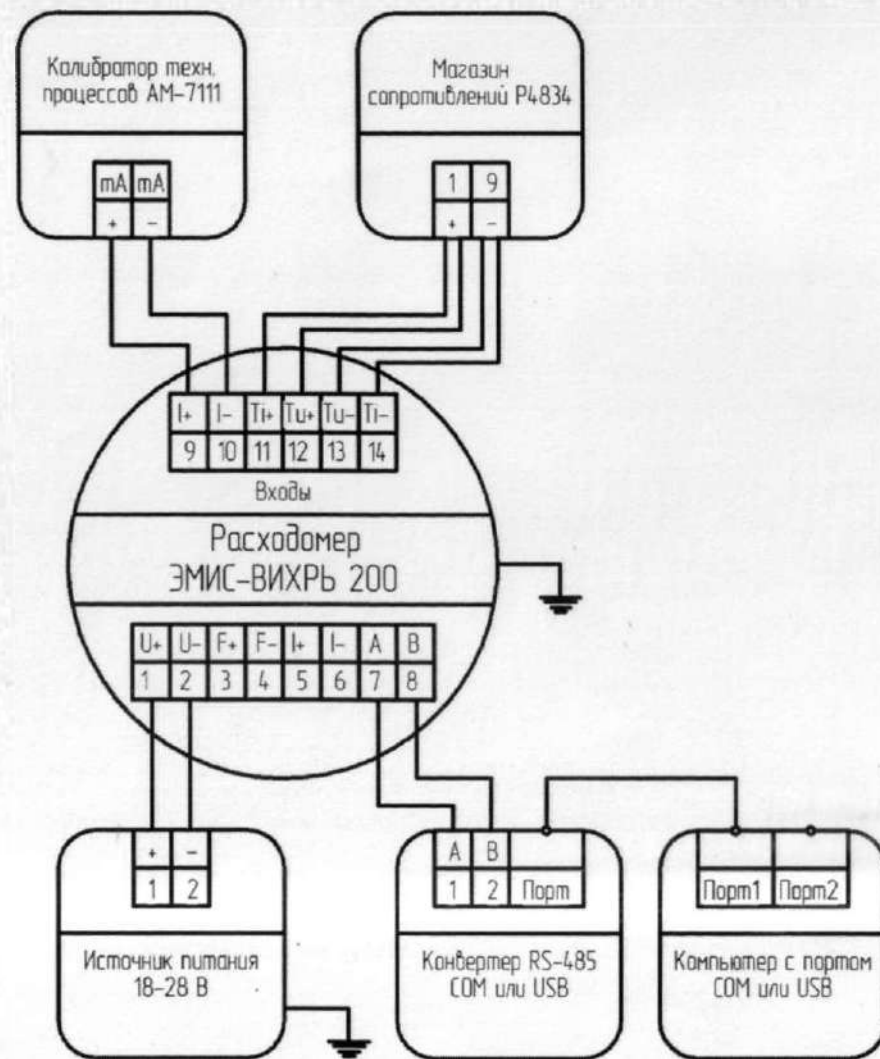 Калибратор техн.
процессов АМ-7111
mA mA
+ -
Магазин
сопротивлений Р4834
1 9
+ -
I+ I- Ti+ Tu+ Tu- Ti-
9 10 11 12 13 14
Входы
Расходомер
ЭМИС-ВИХРЬ 200
U+ U- F+ F- I+ I- A B
1 2 3 4 5 6 7 8
+ -
1 2
Источник питания
18-28 В
A B
1 2 Порт
Конвертер RS-485
COM или USB
Порт1 Порт2
Компьютер с портом
COM или USB